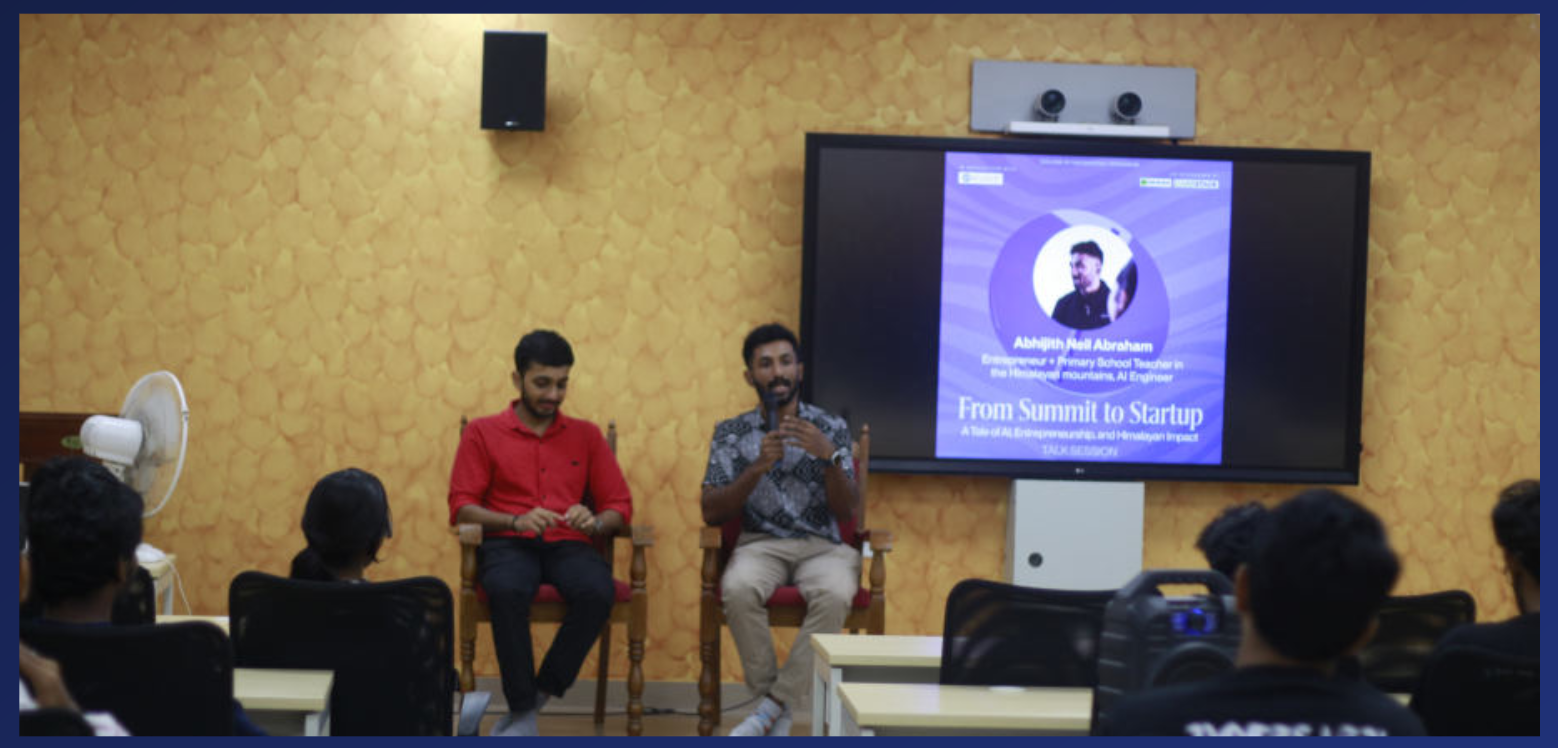 Abhijith Neil Abraham
Entrepreneur + Primary School Teacher in
the Himalayan mountains, AI Engineer
From Summit to Startup
A Tale of AI, Entrepreneurship, and Himalayan Impact
TALK SESSION